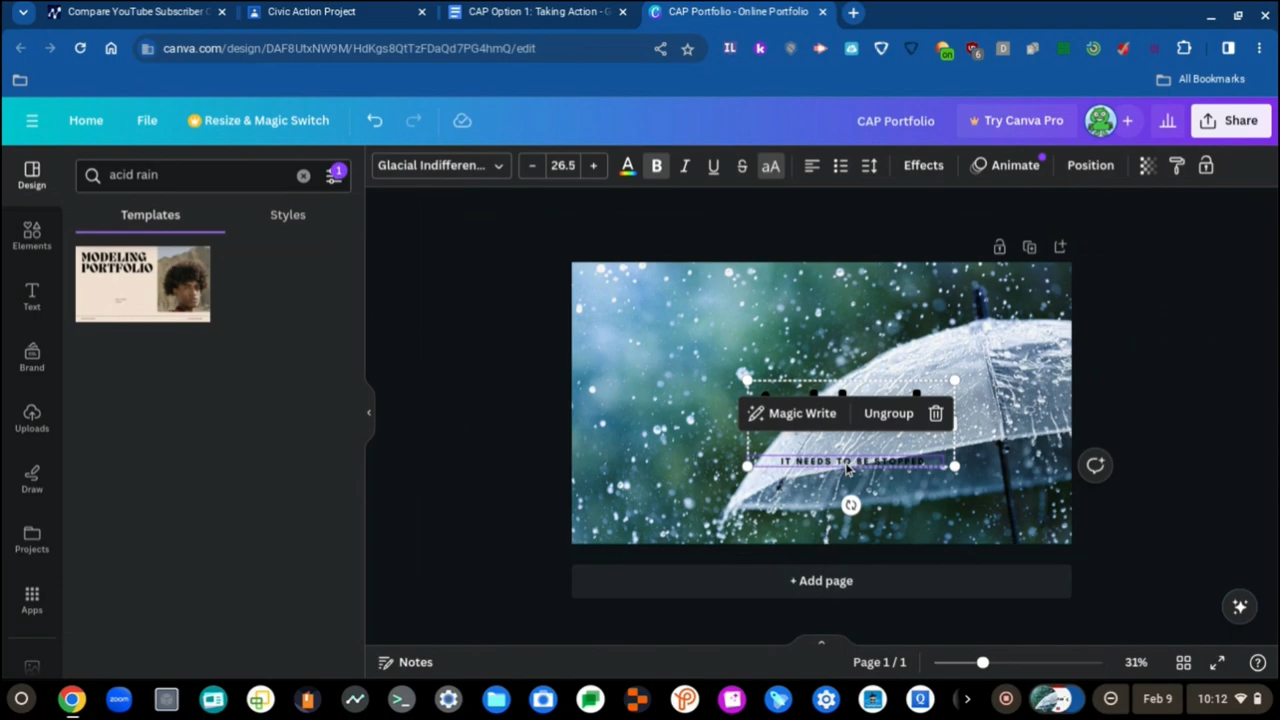 Compare YouTube Subscriber C
Civic Action Project
CAP Option 1: Taking Action - G
CAP Portfolio - Online Portfolio
canva.com/design/DAF8UtxNW9M/HdKgs8QtTzFDaQd7PG4hmQ/edit
All Bookmarks
Home File Resize & Magic Switch CAP Portfolio Try Canva Pro Share
Design
acid rain
1
Glacial Indifferen... 26.5 A B I U S aA Effects Animate Position
Templates Styles
Elements
MODELING
PORTFOLIO
Text
Brand
Magic Write Ungroup
Uploads
IT NEEDS TO BE STOPPED
Draw
Projects
+ Add page
Apps
Notes Page 1 / 1 31%
zoom
Feb 9 10:12